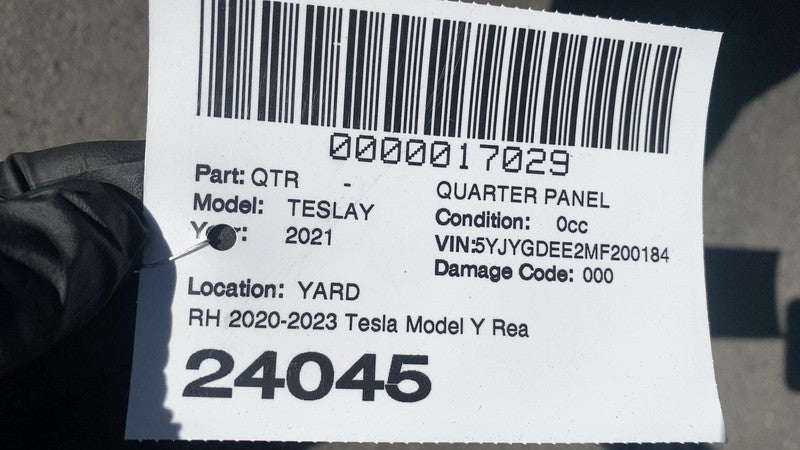 0000017029
Part: QTR -
QUARTER PANEL
Model: TESLAY
Condition: 0cc
Year: 2021
VIN:5YJYGDEE2MF200184
Damage Code: 000
Location: YARD
RH 2020-2023 Tesla Model Y Rea
24045